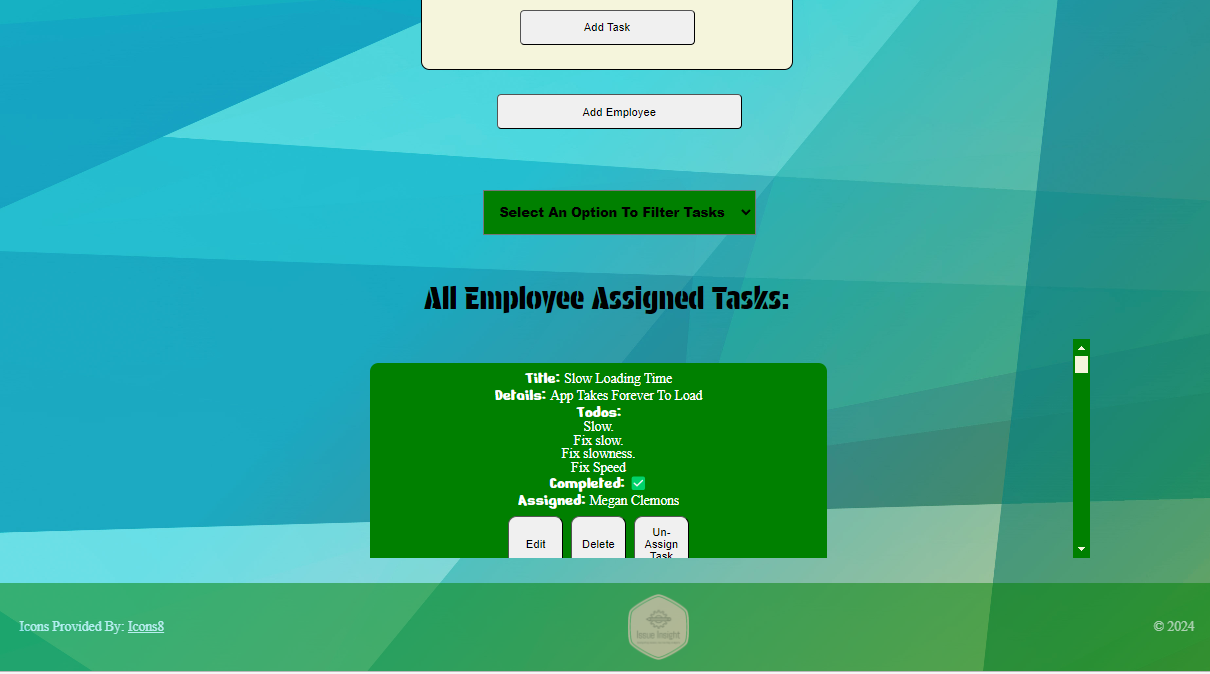 Add Task
Add Employee
Select An Option To Filter Tasks
All Employee Assigned Tasks:
Title: Slow Loading Time
Details: App Takes Forever To Load
Todos:
Slow.
Fix slow.
Fix slowness.
Fix Speed
Completed: ✅
Assigned: Megan Clemons
Edit
Delete
Un-
Assign
Task
Icons Provided By: Icons8
Issue Insight
© 2024